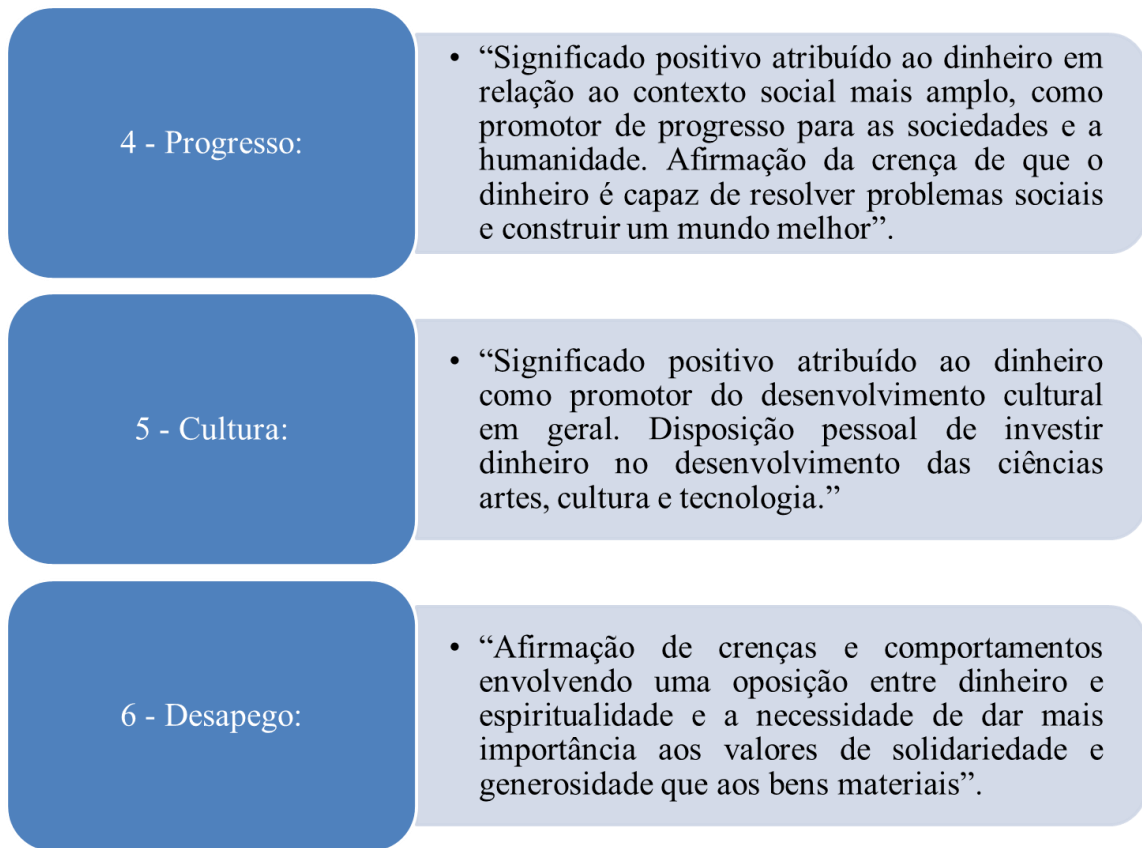 4 - Progresso:
• “Significado positivo atribuído ao dinheiro em
relação ao contexto social mais amplo, como
promotor de progresso para as sociedades e a
humanidade. Afirmação da crença de que o
dinheiro é capaz de resolver problemas sociais
e construir um mundo melhor”.
5 - Cultura:
• “Significado positivo atribuído ao dinheiro
como promotor do desenvolvimento cultural
em geral. Disposição pessoal de investir
dinheiro no desenvolvimento das ciências
artes, cultura e tecnologia.”
6 - Desapego:
• “Afirmação de crenças e comportamentos
envolvendo uma oposição entre dinheiro e
espiritualidade e a necessidade de dar mais
importância aos valores de solidariedade e
generosidade que aos bens materiais”.